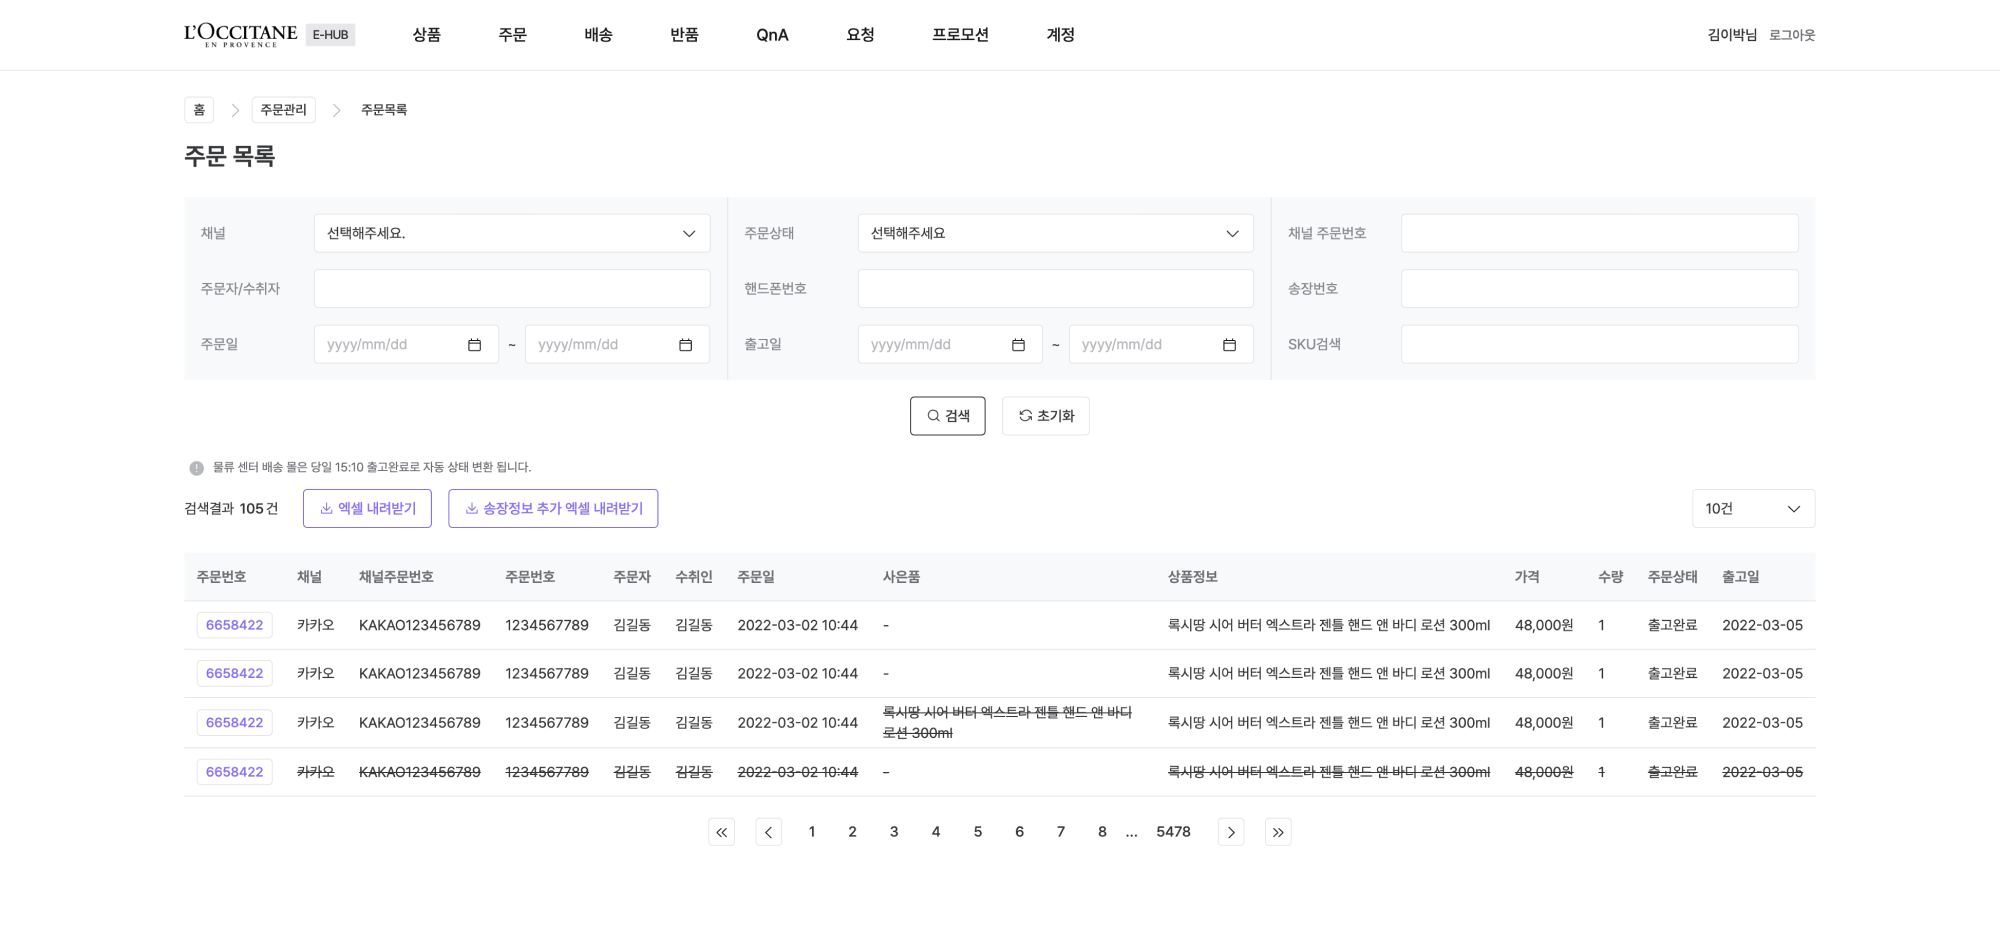 L'OCCITANE
EN PROVENCE
E-HUB
상품 주문 배송 반품 QnA 요청 프로모션 계정
김이박님 로그아웃
홈 주문관리 주문목록
주문 목록
채널 선택해주세요. 주문상태 선택해주세요 채널 주문번호
주문자/수취자 핸드폰번호 송장번호
주문일 yyyy/mm/dd ~ yyyy/mm/dd 출고일 yyyy/mm/dd ~ yyyy/mm/dd SKU검색
검색 초기화
물류 센터 배송 몰은 당일 15:10 출고완료로 자동 상태 변환 됩니다.
검색결과 105 건 엑셀 내려받기 송장정보 추가 엑셀 내려받기 10건
주문번호 채널 채널주문번호 주문번호 주문자 수취인 주문일 사은품 상품정보 가격 수량 주문상태 출고일
6658422 카카오 KAKAO123456789 1234567789 김길동 김길동 2022-03-02 10:44 - 록시땅 시어 버터 엑스트라 젠틀 핸드 앤 바디 로션 300ml 48,000원 1 출고완료 2022-03-05
6658422 카카오 KAKAO123456789 1234567789 김길동 김길동 2022-03-02 10:44 - 록시땅 시어 버터 엑스트라 젠틀 핸드 앤 바디 로션 300ml 48,000원 1 출고완료 2022-03-05
6658422 카카오 KAKAO123456789 1234567789 김길동 김길동 2022-03-02 10:44 록시땅 시어 버터 엑스트라 젠틀 핸드 앤 바디 로션 300ml 록시땅 시어 버터 엑스트라 젠틀 핸드 앤 바디 로션 300ml 48,000원 1 출고완료 2022-03-05
6658422 카카오 KAKAO123456789 1234567789 김길동 김길동 2022-03-02 10:44 - 록시땅 시어 버터 엑스트라 젠틀 핸드 앤 바디 로션 300ml 48,000원 1 출고완료 2022-03-05
1 2 3 4 5 6 7 8 ... 5478